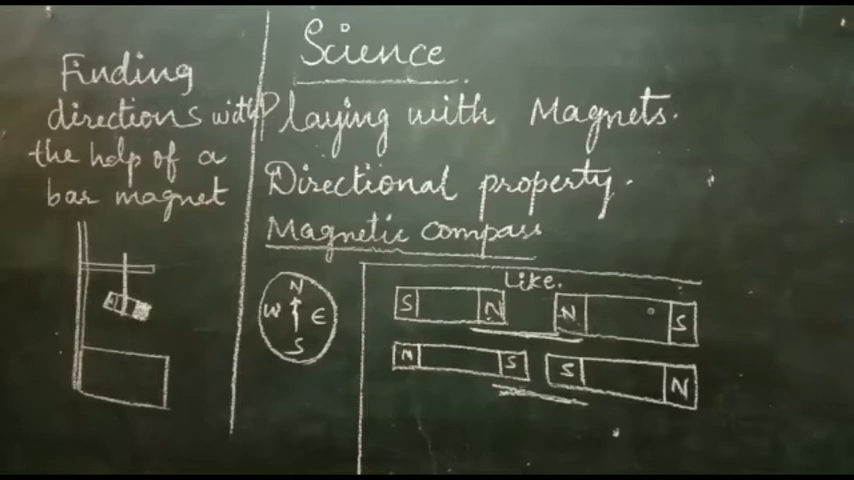 Finding
directions with
the help of a
bar magnet
Science
Playing with Magnets.
Directional property.
Magnetic compass
N
W E
S
Like.
S N N S
N S S N